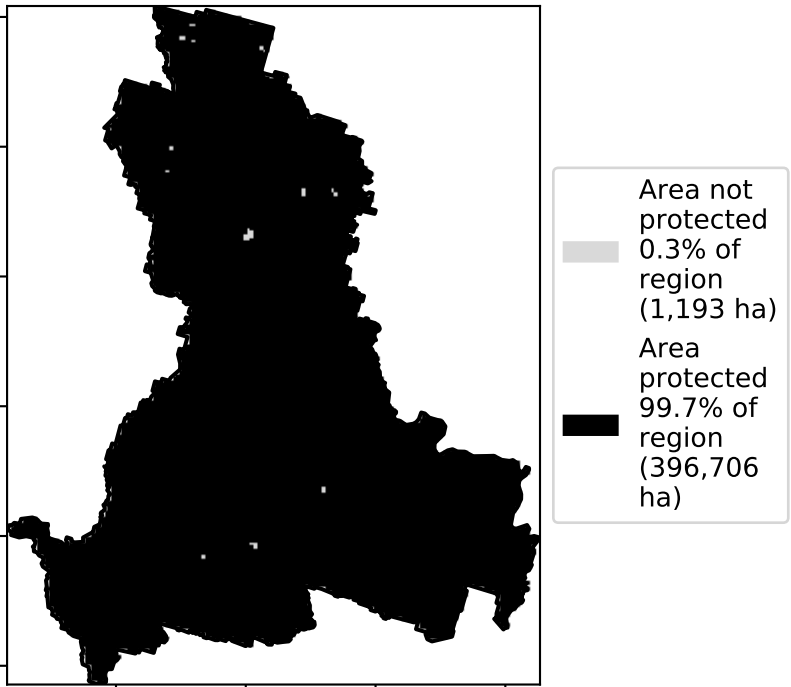 Area not
protected
0.3% of
region
(1,193 ha)
Area
protected
99.7% of
region
(396,706
ha)